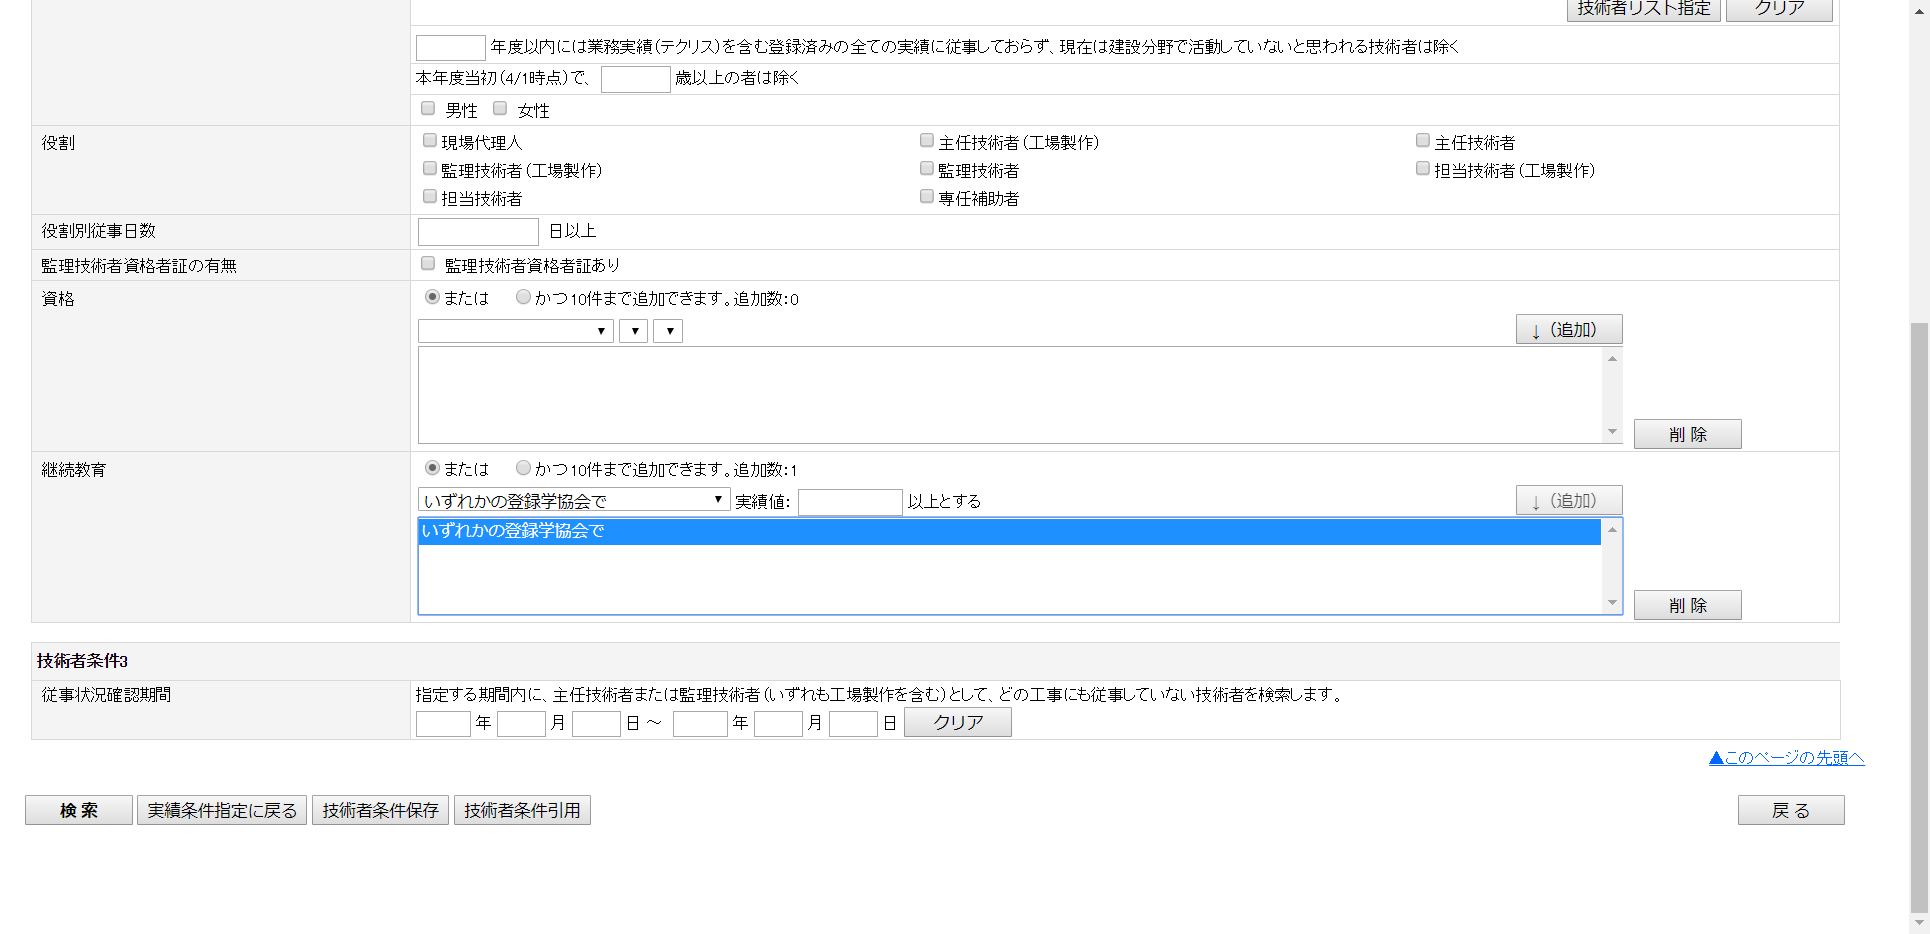 技術者リスト指定 クリア
年度以内には業務実績(テクリス)を含む登録済みの全ての実績に従事しておらず、現在は建設分野で活動していないと思われる技術者は除く
本年度当初(4/1時点)で、 歳以上の者は除く
男性 女性
役割
現場代理人 主任技術者(工場製作) 主任技術者
監理技術者(工場製作) 監理技術者 担当技術者(工場製作)
担当技術者 専任補助者
役割別従事日数 日以上
監理技術者資格者証の有無 監理技術者資格者証あり
資格 または かつ 10件まで追加できます。追加数:0
↓(追加)
削 除
継続教育 または かつ 10件まで追加できます。追加数:1
いずれかの登録学協会で 実績値: 以上とする ↓(追加)
いずれかの登録学協会で
削 除
技術者条件3
従事状況確認期間 指定する期間内に、主任技術者または監理技術者(いずれも工場製作を含む)として、どの工事にも従事していない技術者を検索します。
年 月 日 ～ 年 月 日 クリア
▲このページの先頭へ
検 索 実績条件指定に戻る 技術者条件保存 技術者条件引用 戻 る